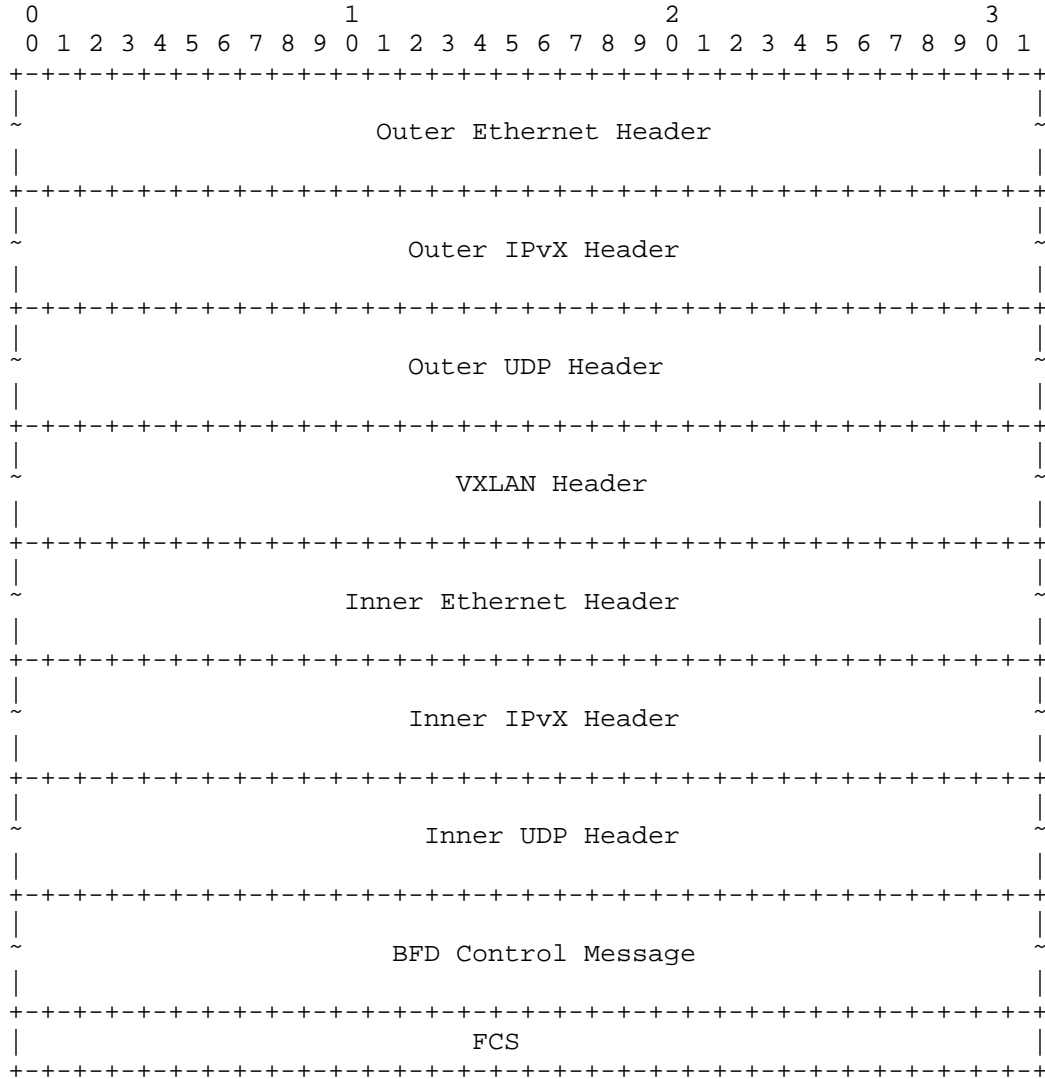 0                   1                   2                   3
 0 1 2 3 4 5 6 7 8 9 0 1 2 3 4 5 6 7 8 9 0 1 2 3 4 5 6 7 8 9 0 1
+-+-+-+-+-+-+-+-+-+-+-+-+-+-+-+-+-+-+-+-+-+-+-+-+-+-+-+-+-+-+-+-+
|                                                               |
~                      Outer Ethernet Header                    ~
|                                                               |
+-+-+-+-+-+-+-+-+-+-+-+-+-+-+-+-+-+-+-+-+-+-+-+-+-+-+-+-+-+-+-+-+
|                                                               |
~                        Outer IPvX Header                      ~
|                                                               |
+-+-+-+-+-+-+-+-+-+-+-+-+-+-+-+-+-+-+-+-+-+-+-+-+-+-+-+-+-+-+-+-+
|                                                               |
~                        Outer UDP Header                       ~
|                                                               |
+-+-+-+-+-+-+-+-+-+-+-+-+-+-+-+-+-+-+-+-+-+-+-+-+-+-+-+-+-+-+-+-+
|                                                               |
~                           VXLAN Header                        ~
|                                                               |
+-+-+-+-+-+-+-+-+-+-+-+-+-+-+-+-+-+-+-+-+-+-+-+-+-+-+-+-+-+-+-+-+
|                                                               |
~                    Inner Ethernet Header                      ~
|                                                               |
+-+-+-+-+-+-+-+-+-+-+-+-+-+-+-+-+-+-+-+-+-+-+-+-+-+-+-+-+-+-+-+-+
|                                                               |
~                        Inner IPvX Header                      ~
|                                                               |
+-+-+-+-+-+-+-+-+-+-+-+-+-+-+-+-+-+-+-+-+-+-+-+-+-+-+-+-+-+-+-+-+
|                                                               |
~                         Inner UDP Header                      ~
|                                                               |
+-+-+-+-+-+-+-+-+-+-+-+-+-+-+-+-+-+-+-+-+-+-+-+-+-+-+-+-+-+-+-+-+
|                                                               |
~                       BFD Control Message                     ~
|                                                               |
+-+-+-+-+-+-+-+-+-+-+-+-+-+-+-+-+-+-+-+-+-+-+-+-+-+-+-+-+-+-+-+-+
|                            FCS                                |
+-+-+-+-+-+-+-+-+-+-+-+-+-+-+-+-+-+-+-+-+-+-+-+-+-+-+-+-+-+-+-+-+